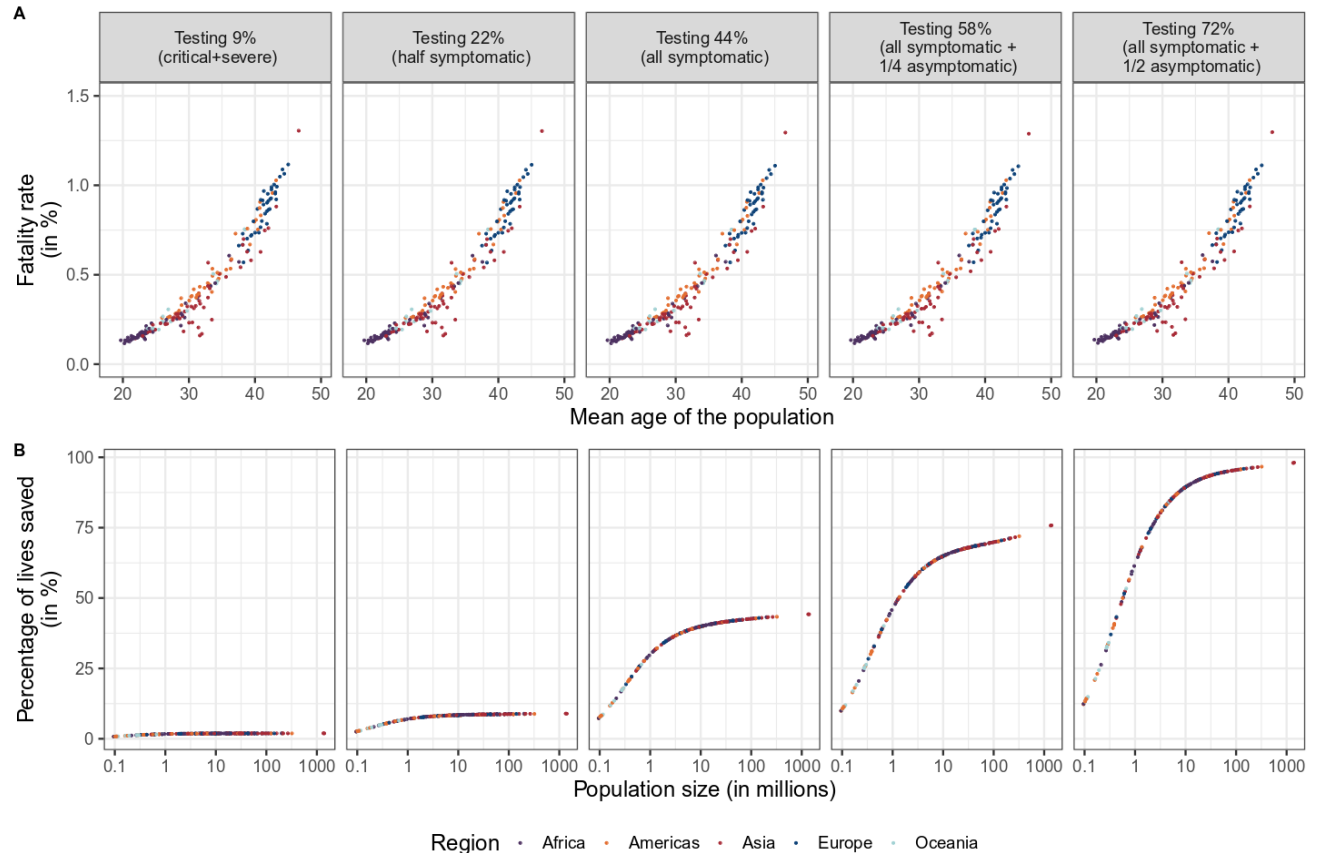 A
Testing 9%
(critical+severe)
Testing 22%
(half symptomatic)
Testing 44%
(all symptomatic)
Testing 58%
(all symptomatic +
1/4 asymptomatic)
Testing 72%
(all symptomatic +
1/2 asymptomatic)
Fatality rate
(in %)
1.5
1.0
0.5
0.0
20 30 40 50
20 30 40 50
20 30 40 50
20 30 40 50
20 30 40 50
Mean age of the population
B
Percentage of lives saved
(in %)
100
75
50
25
0
0.1 1 10 100 1000
0.1 1 10 100 1000
0.1 1 10 100 1000
0.1 1 10 100 1000
0.1 1 10 100 1000
Population size (in millions)
Region Africa Americas Asia Europe Oceania